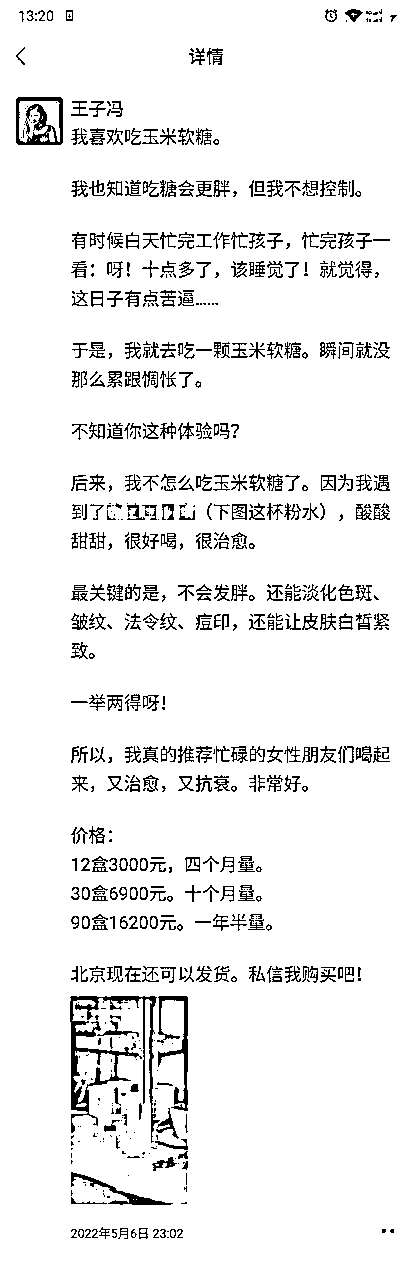 13:20
详情
王子冯
我喜欢吃玉米软糖。
我也知道吃糖会更胖，但我不想控制。
有时候白天忙完工作忙孩子，忙完孩子一
看：呀！十点多了，该睡觉了！就觉得，
这日子有点苦逼……
于是，我就去吃一颗玉米软糖。瞬间就没
那么累跟惆怅了。
不知道你这种体验吗？
后来，我不怎么吃玉米软糖了。因为我遇
到了（下图这杯粉水），酸酸
甜甜，很好喝，很治愈。
最关键的是，不会发胖。还能淡化色斑、
皱纹、法令纹、痘印，还能让皮肤白皙紧
致。
一举两得呀！
所以，我真的推荐忙碌的女性朋友们喝起
来，又治愈，又抗衰。非常好。
价格：
12盒3000元，四个月量。
30盒6900元。十个月量。
90盒16200元。一年半量。
北京现在还可以发货。私信我购买吧！
2022年5月6日 23:02